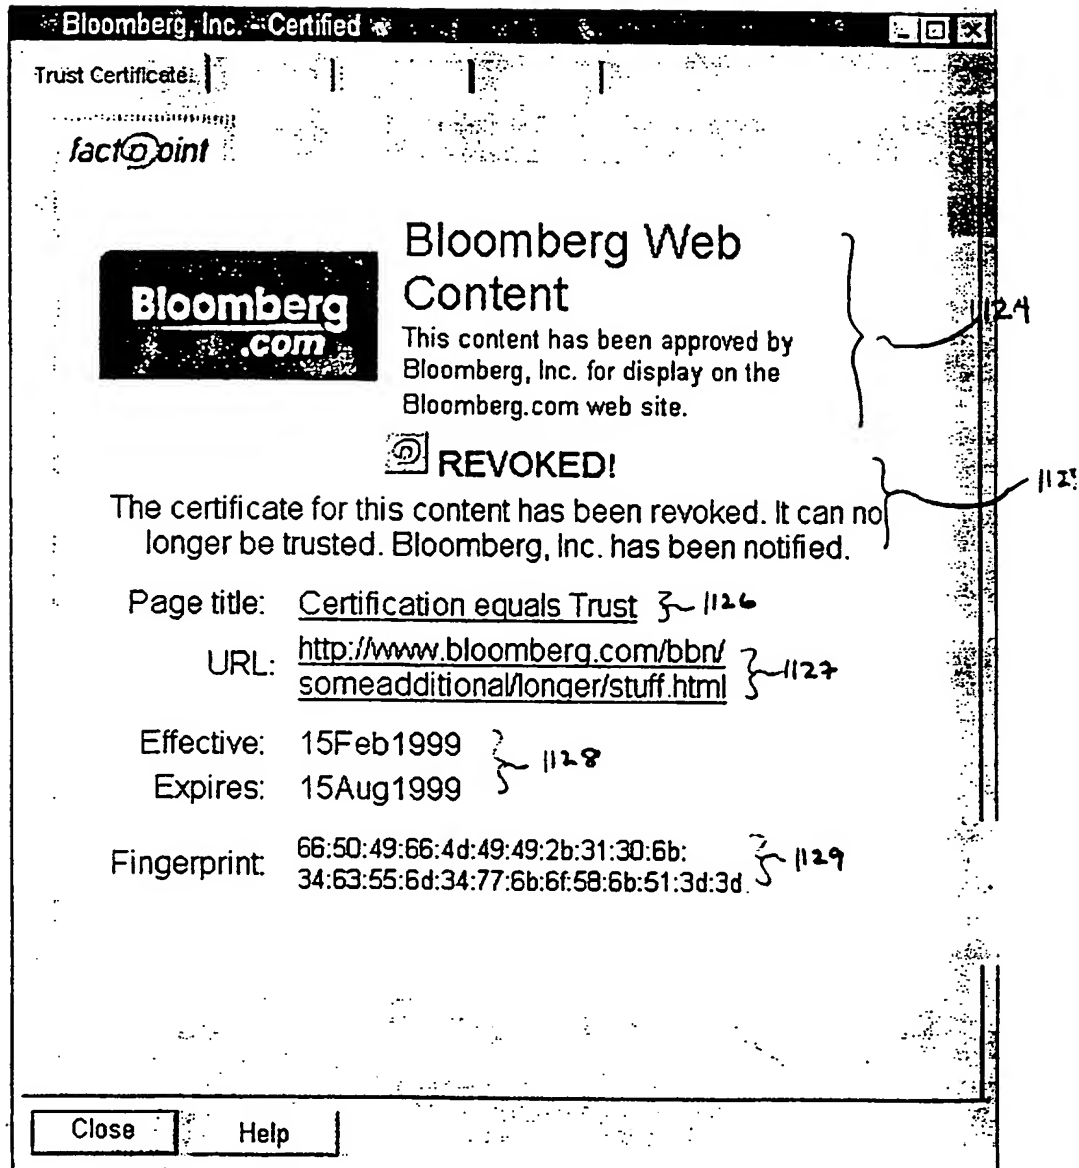 Bloomberg, Inc. - Certified
Trust Certificate
fact@point
Bloomberg
.com
Bloomberg Web
Content
This content has been approved by
Bloomberg, Inc. for display on the
Bloomberg.com web site.
1124
REVOKED!
The certificate for this content has been revoked. It can no
longer be trusted. Bloomberg, Inc. has been notified.
Page title: Certification equals Trust 1126
URL: http://www.bloomberg.com/bbn/
someadditional/longer/stuff.html 1127
Effective: 15Feb1999
Expires: 15Aug1999 1128
Fingerprint: 66:50:49:66:4d:49:49:2b:31:30:6b:
34:63:55:6d:34:77:6b:6f:58:6b:51:3d:3d 1129
Close Help